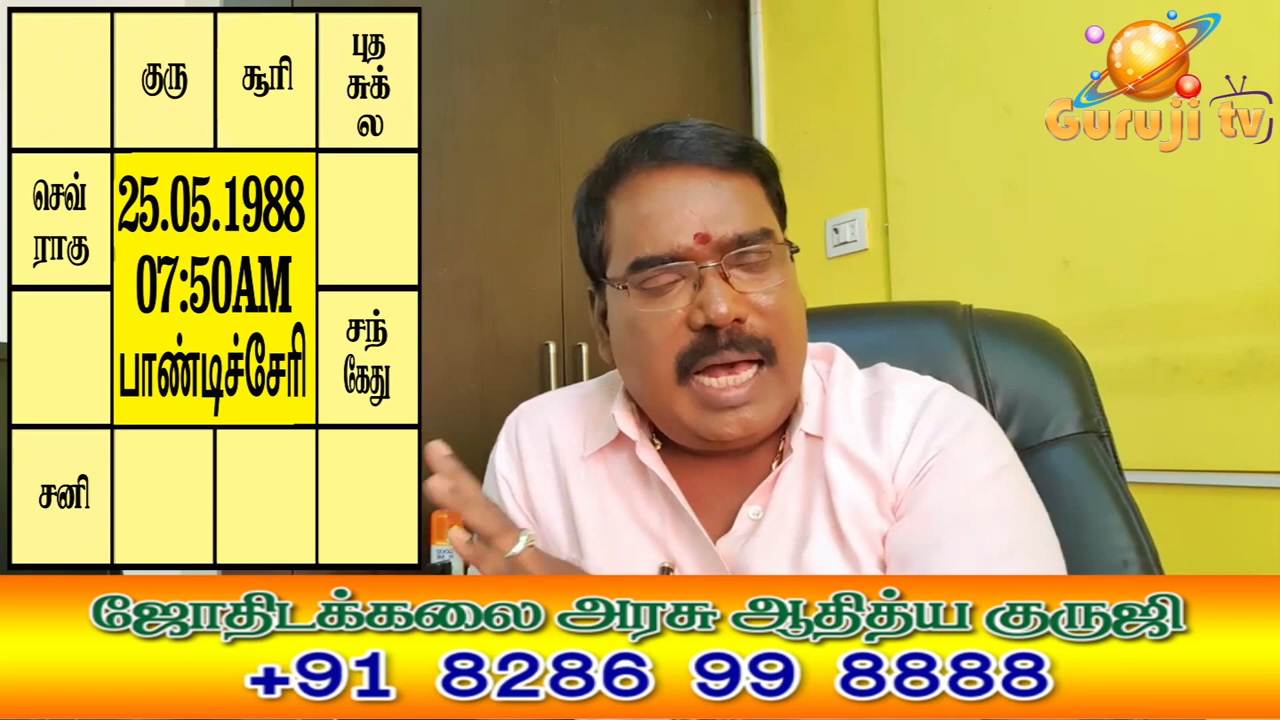 குரு
சூரி
புத
சுக்
ல
செவ்
ராகு
25.05.1988
07:50AM
பாண்டிச்சேரி
சந்
கேது
சனி
Guruji tv
ஜோதிடக்கலை அரசு ஆதித்ய குருஜி
+91 8286 99 8888